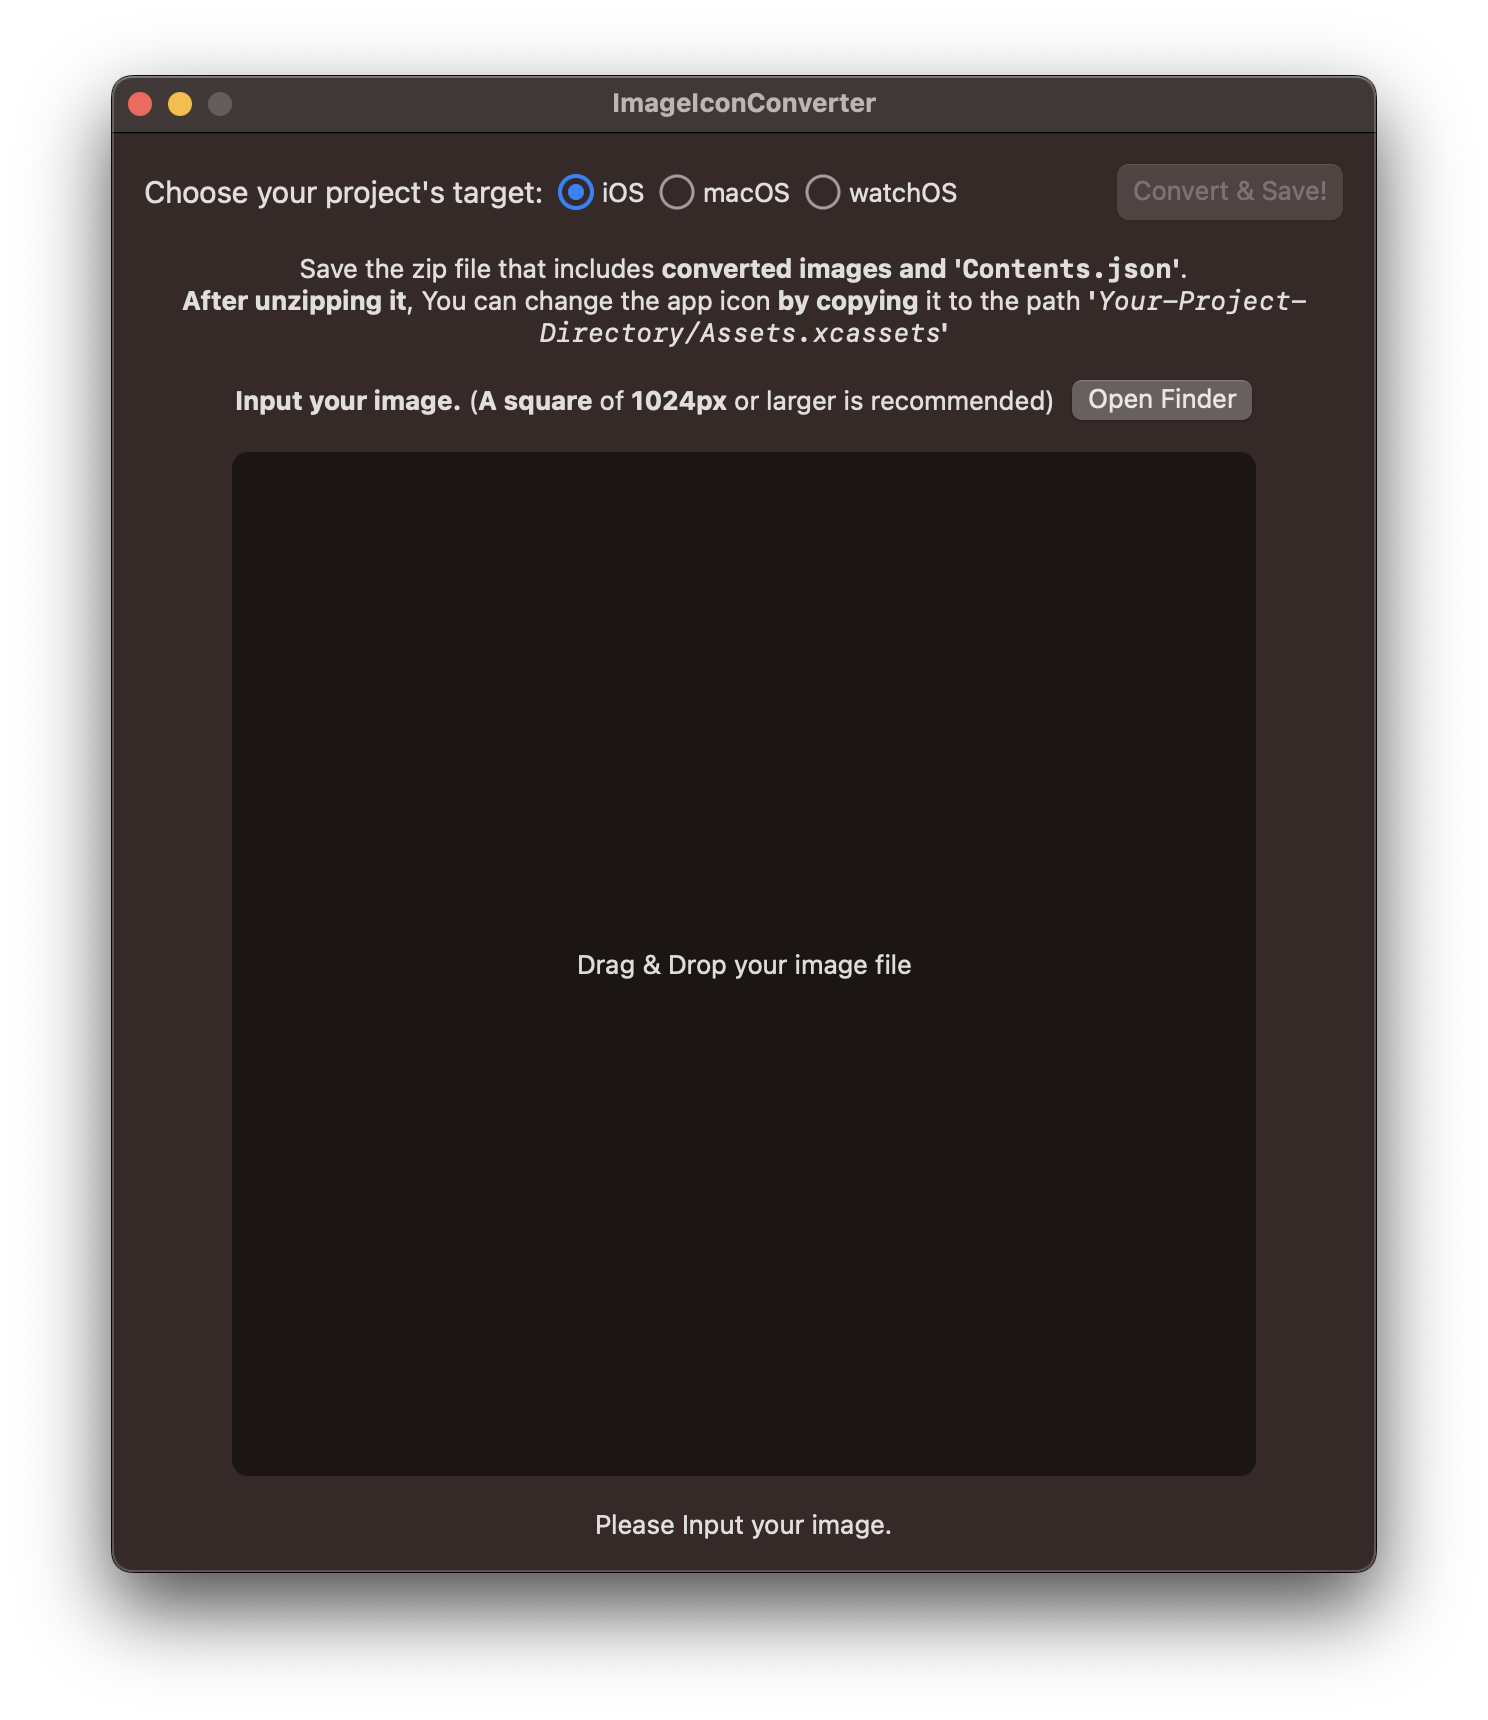 ImageIconConverter
Choose your project's target: iOS macOS watchOS Convert & Save!
Save the zip file that includes converted images and 'Contents.json'.
After unzipping it, You can change the app icon by copying it to the path 'Your-Project-
Directory/Assets.xcassets'
Input your image. (A square of 1024px or larger is recommended) Open Finder
Drag & Drop your image file
Please Input your image.